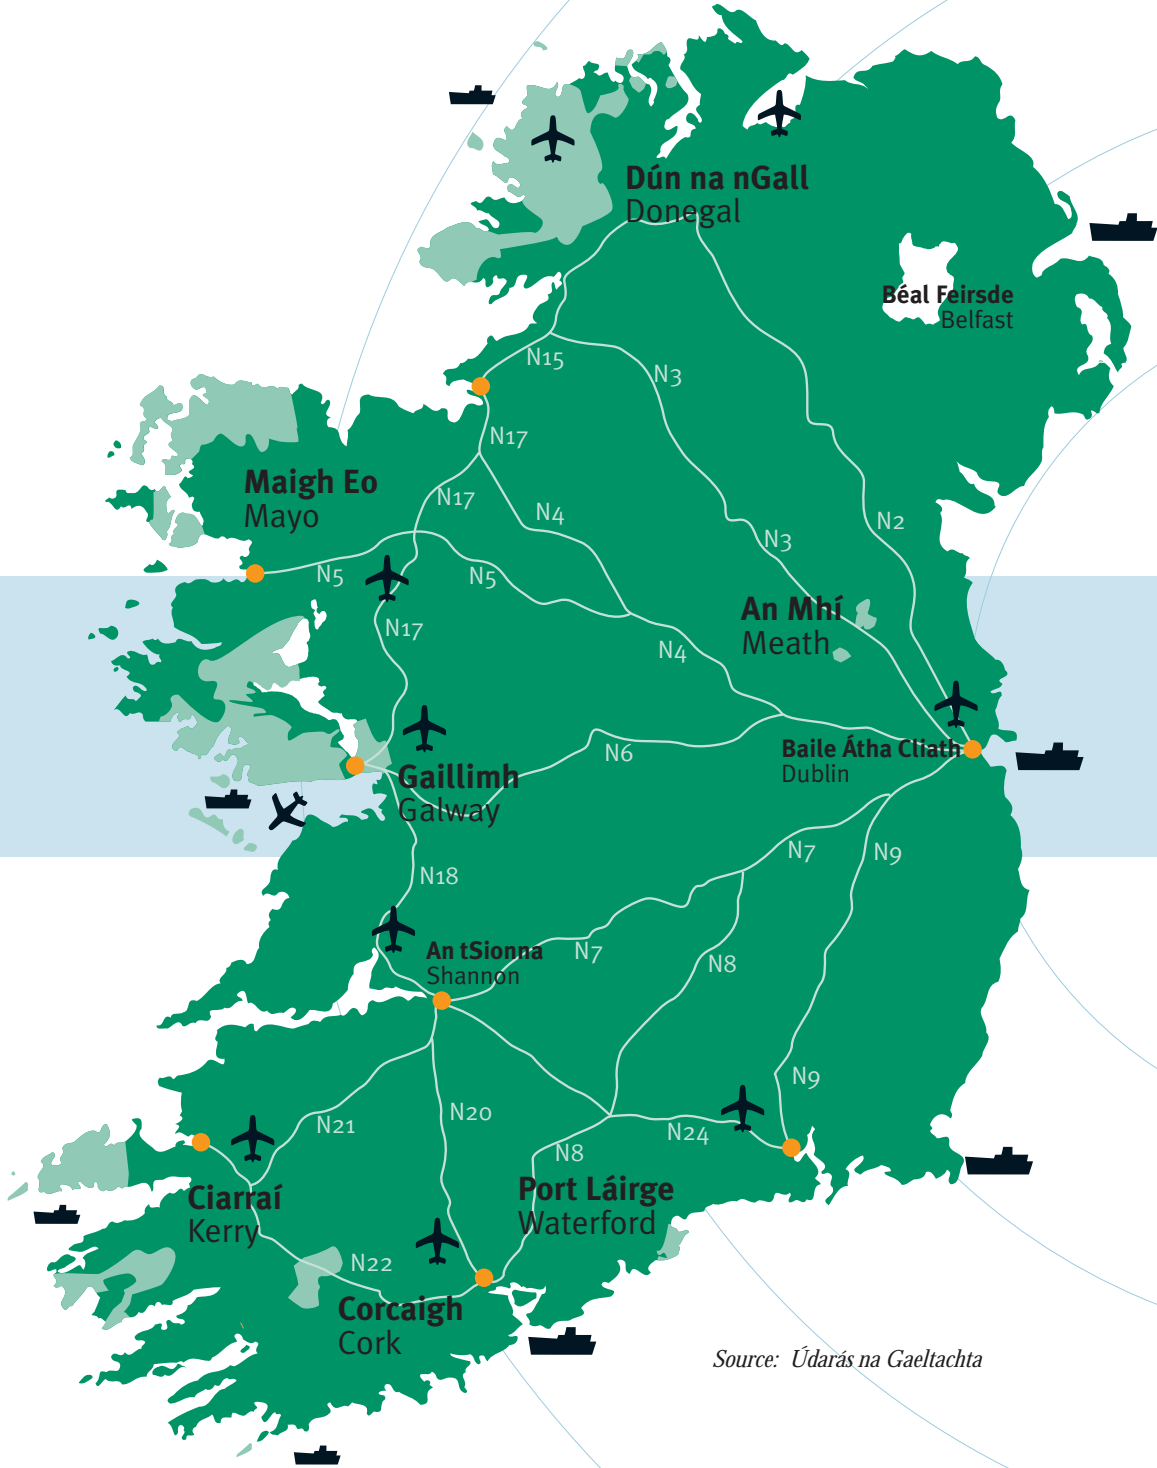 Dún na nGall
Donegal
Béal Feirsde
Belfast
N15
N3
N17
Maigh Eo
Mayo
N17
N4
N2
N3
N5
N5
An Mhí
Meath
N17
N4
Baile Átha Cliath
Dublin
N6
Gaillimh
Galway
N7
N9
N18
An tSionna
Shannon
N7
N8
N9
N20
N21
N24
N8
Port Láirge
Waterford
Ciarraí
Kerry
N22
Corcaigh
Cork
Source: Údarás na Gaeltachta